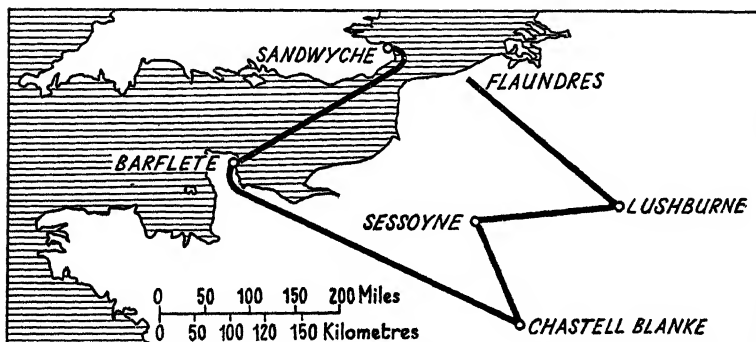 SANDWYCHE
FLAUNDRES
BARFLETE
SESSOYNE
LUSHBURNE
0 50 100 150 200 Miles
0 50 100 120 150 Kilometres
CHASTELL BLANKE